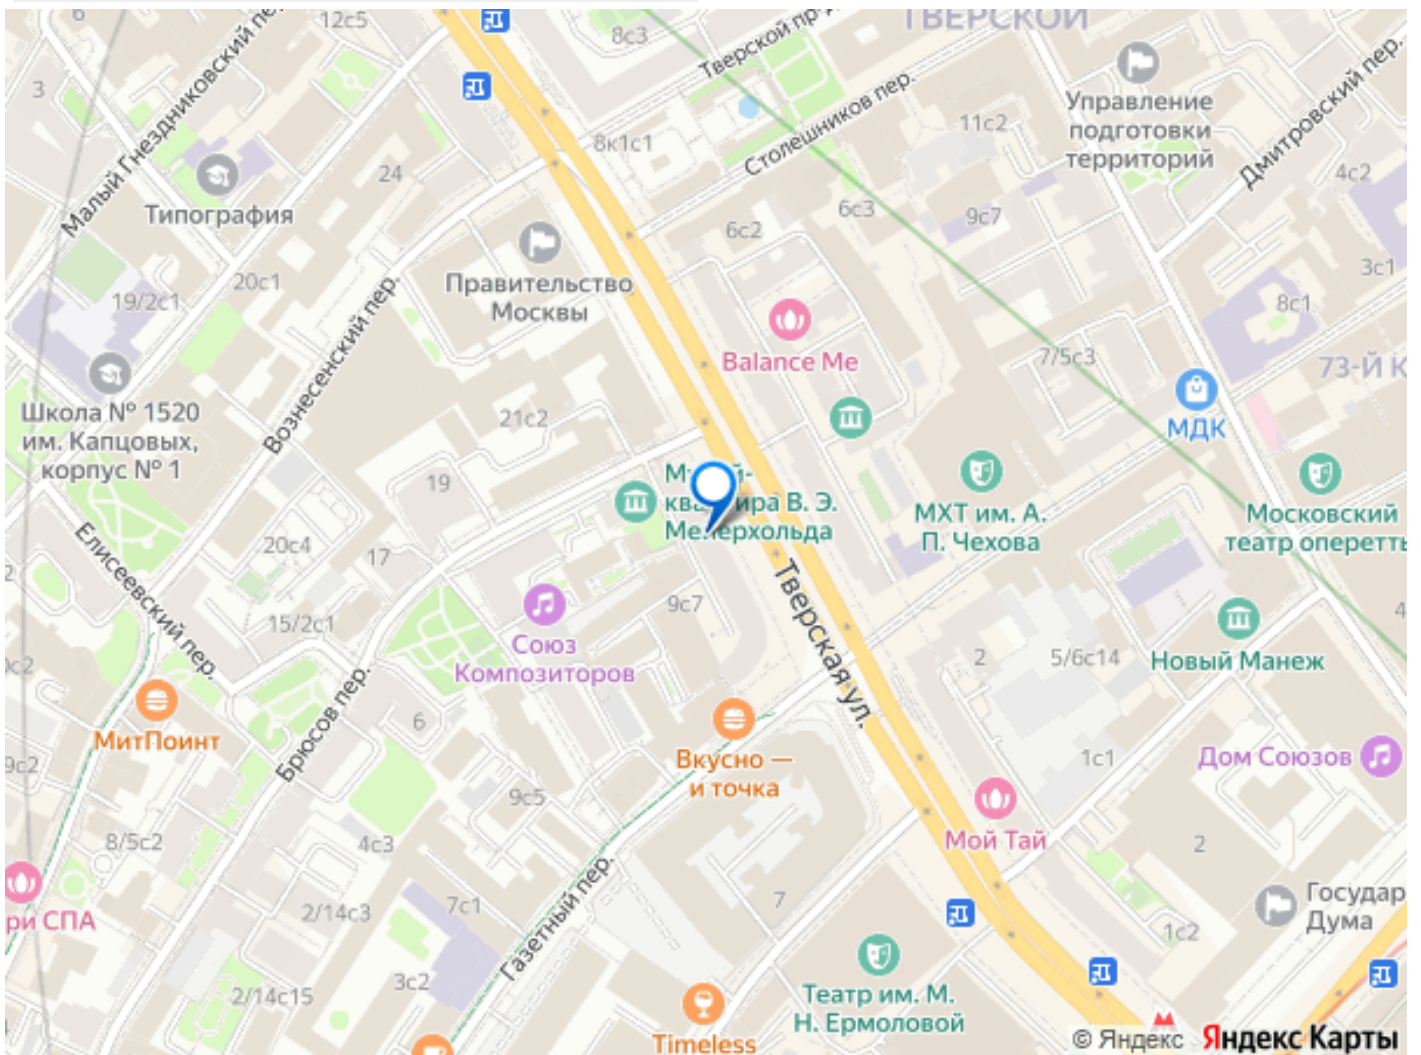 12с5
ТВЕРСКОЙ
8с3
Тверской пр-д
3
Малый Гнездниковский пер.
Управление
подготовки
территорий
Дмитровский пер.
Столешников пер.
11с2
8к1с1
24
4с2
Типография
6с3
9с7
6с2
Правительство
Москвы
20с1
19/2с1
3с1
8с1
Вознесенский пер.
Balance Me
7/5с3
73-Й К
Школа № 1520
им. Капцовых,
корпус № 1
21с2
МДК
19
В. Э.
Мейерхольда
МХТ им. А.
П. Чехова
Московский
театр оперетты
Елисеевский пер.
20с4
17
Тверская ул.
9с7
15/2с1
Союз
Композиторов
2
5/6с14
Новый Манеж
4
МитПоинт
Брюсов пер.
6
Вкусно —
и точка
1с1
Дом Союзов
9с2
9с5
8/5с2
4с3
Мой Тай
2
ри СПА
2/14с3
7с1
Газетный пер.
7
Государ
Дума
1с2
3с2
2/14с15
Театр им. М.
Н. Ермоловой
Timeless
© Яндекс Яндекс Карты